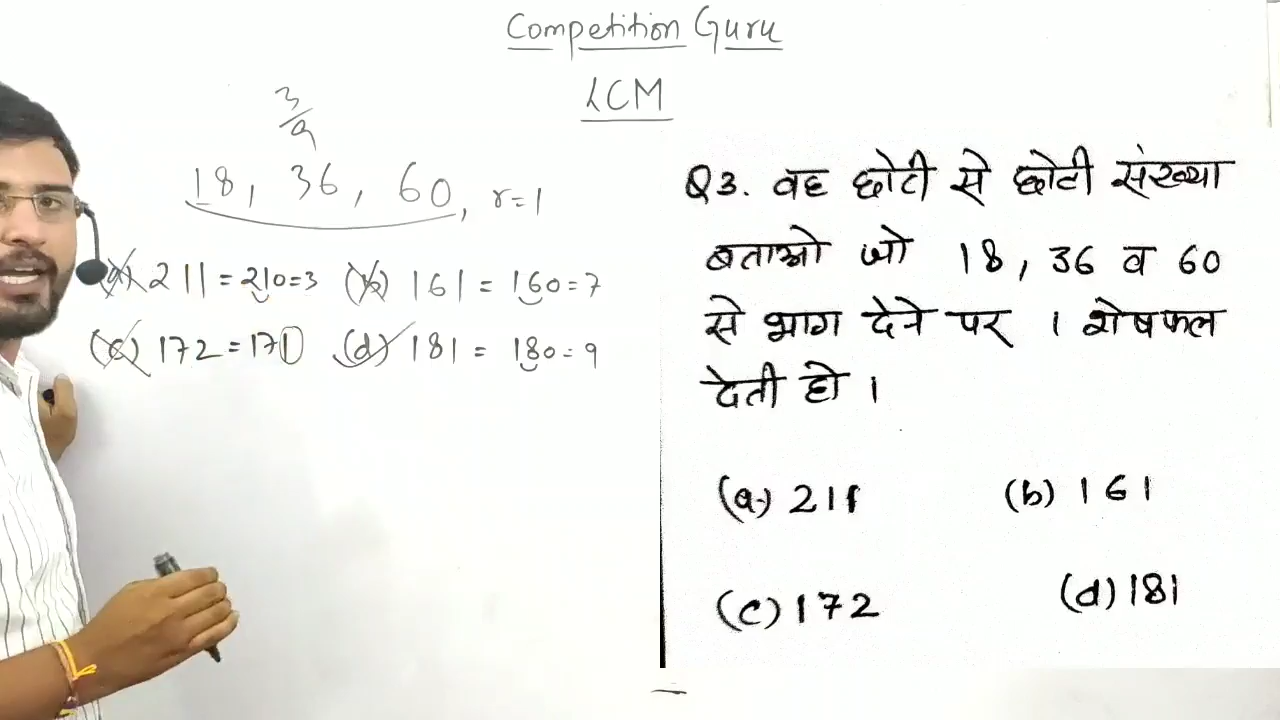 Competition Guru
LCM
3/9
18, 36, 60, r=1
(a) 211 = 210=3 (b) 161 = 160=7
(c) 172=171 (d) 181 = 180=9
Q3. वह छोटी से छोटी संख्या
बताओ जो 18, 36 व 60
से भाग देने पर 1 शेषफल
देती हो ।
(a) 211 (b) 161
(c) 172 (d) 181